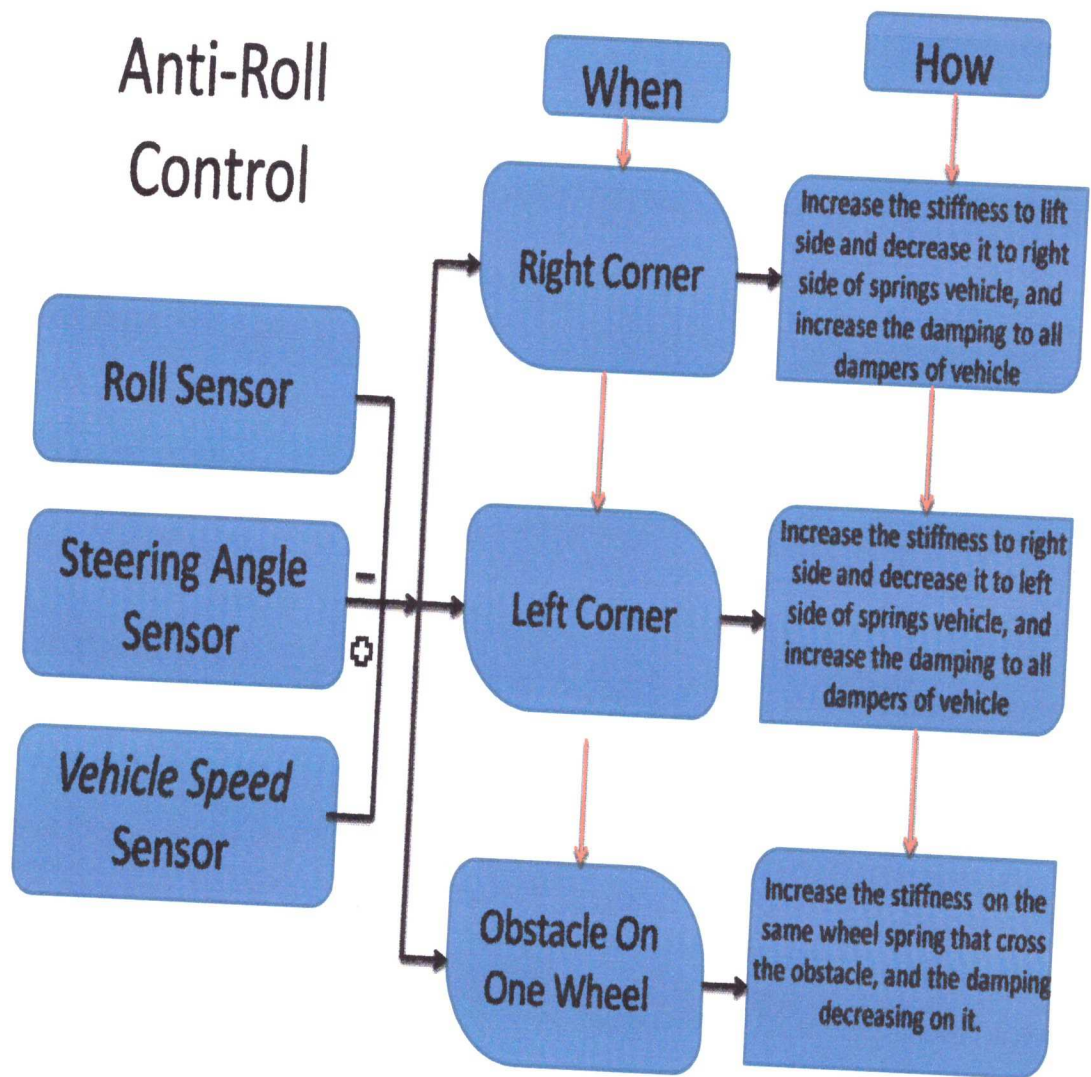 Anti-Roll
Control
When
How
Right Corner
Increase the stiffness to lift
side and decrease it to right
side of springs vehicle, and
increase the damping to all
dampers of vehicle
Roll Sensor
Steering Angle
Sensor
-
+
Left Corner
Increase the stiffness to right
side and decrease it to left
side of springs vehicle, and
increase the damping to all
dampers of vehicle
Vehicle Speed
Sensor
Obstacle On
One Wheel
Increase the stiffness on the
same wheel spring that cross
the obstacle, and the damping
decreasing on it.